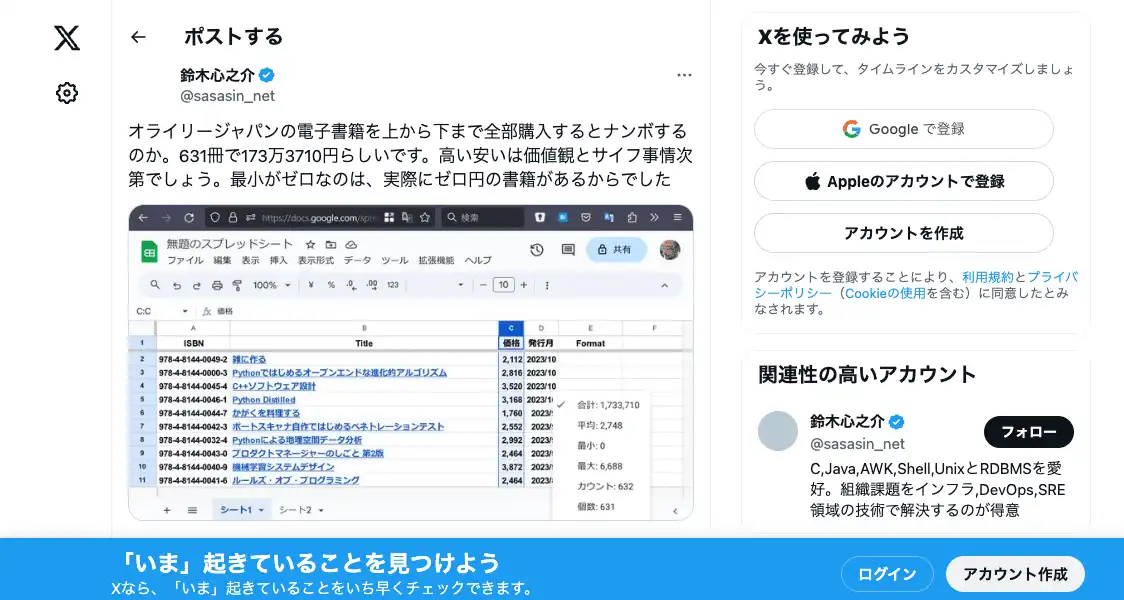 ポストする
鈴木心之介
@sasasin_net
オライリージャパンの電子書籍を上から下まで全部購入するとナンボする
のか。631冊で173万3710円らしいです。高い安いは価値観とサイフ事情次
第でしょう。最小がゼロなのは、実際にゼロ円の書籍があるからでした
https://docs.google.com/spr
検索
無題のスプレッドシート
ファイル 編集 表示 挿入 表示形式 データ ツール 拡張機能 ヘルプ
共有
100% ¥ % .0 .00 123 10
C:C fx 価格
A B C D E F
1 ISBN Title 価格 発行月 Format
2 978-4-8144-0049-2 雑に作る 2,112 2023/10
3 978-4-8144-0000-3 Pythonではじめるオープンエンドな進化的アルゴリズム 2,816 2023/10
4 978-4-8144-0045-4 C++ソフトウェア設計 3,520 2023/10
5 978-4-8144-0046-1 Python Distilled 3,168 2023/1
6 978-4-8144-0044-7 かがくを料理する 1,760 2023/
7 978-4-8144-0042-3 ポートスキャナ自作ではじめるペネトレーションテスト 2,552 2023/
8 978-4-8144-0032-4 Pythonによる地理空間データ分析 2,992 2023/
9 978-4-8144-0043-0 プロダクトマネージャーのしごと 第2版 2,464 2023/
10 978-4-8144-0040-9 機械学習システムデザイン 3,872 2023/
11 978-4-8144-0041-6 ルールズ・オブ・プログラミング 2,464 2023/
合計: 1,733,710
平均: 2,748
最小: 0
最大: 6,688
カウント: 632
個数: 631
シート1 シート2
Xを使ってみよう
今すぐ登録して、タイムラインをカスタマイズしましょ
う。
Google で登録
Appleのアカウントで登録
アカウントを作成
アカウントを登録することにより、利用規約とプライバ
シーポリシー（Cookieの使用を含む）に同意したとみ
なされます。
関連性の高いアカウント
鈴木心之介
@sasasin_net
フォロー
C,Java,AWK,Shell,UnixとRDBMSを愛
好。組織課題をインフラ,DevOps,SRE
領域の技術で解決するのが得意
「いま」起きていることを見つけよう
Xなら、「いま」起きていることをいち早くチェックできます。
ログイン
アカウント作成